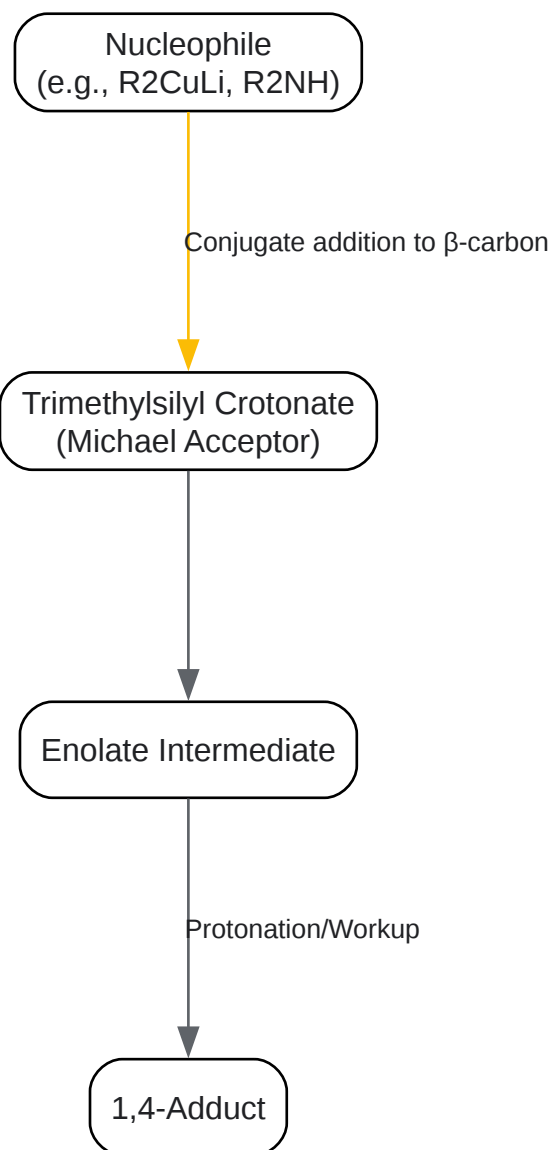 Nucleophile
(e.g., R2CuLi, R2NH)
Conjugate addition to β-carbon
Trimethylsilyl Crotonate
(Michael Acceptor)
Enolate Intermediate
Protonation/Workup
1,4-Adduct